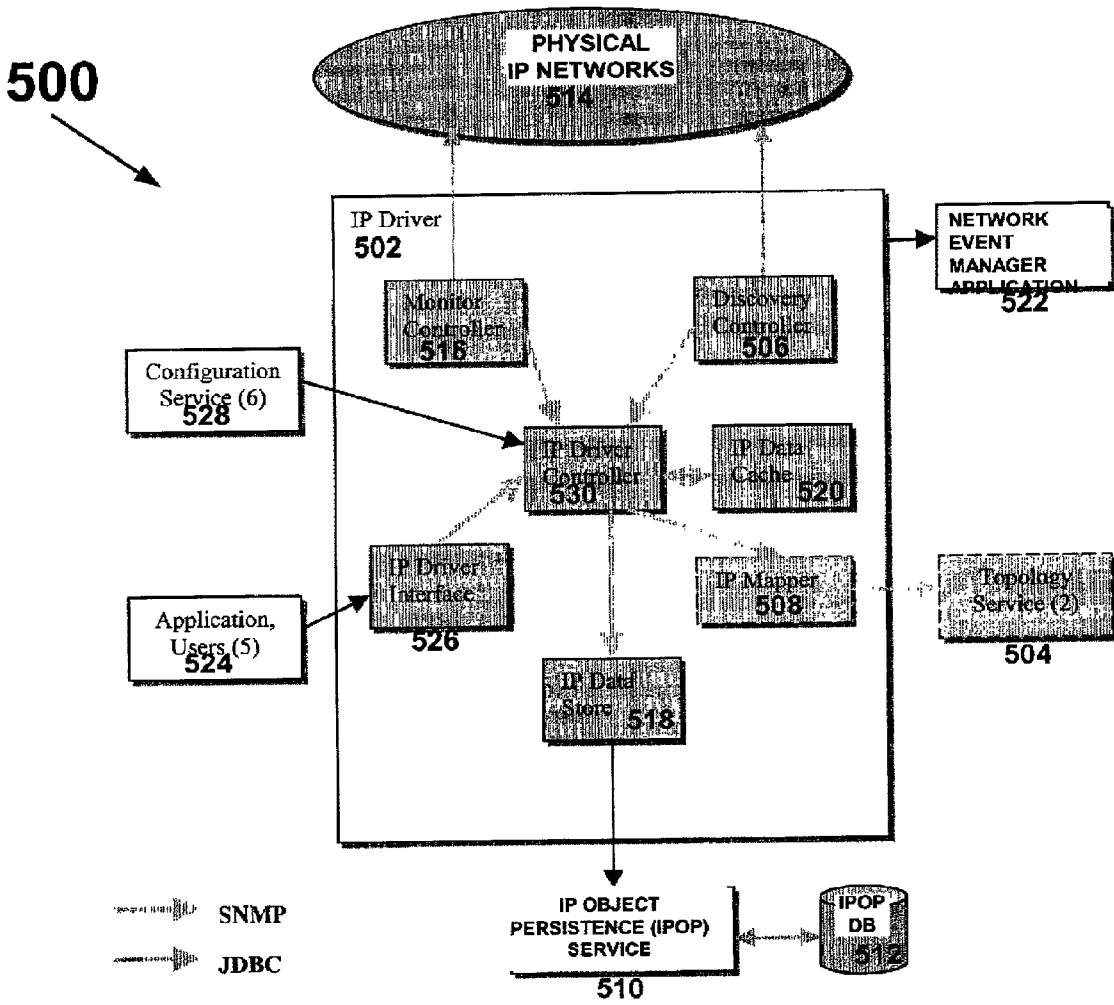 500
PHYSICAL
IP NETWORKS
514
IP Driver
502
NETWORK
EVENT
MANAGER
APPLICATION
522
Monitor
Controller
516
Discovery
Controller
506
Configuration
Service (6)
528
IP Driver
Controller
530
IP Data
Cache
520
IP Driver
Interface
526
IP Mapper
508
Topology
Service (2)
504
Application,
Users (5)
524
IP Data
Store
518
SNMP
JDBC
IP OBJECT
PERSISTENCE (IPOP)
SERVICE
510
IPOP
DB
512